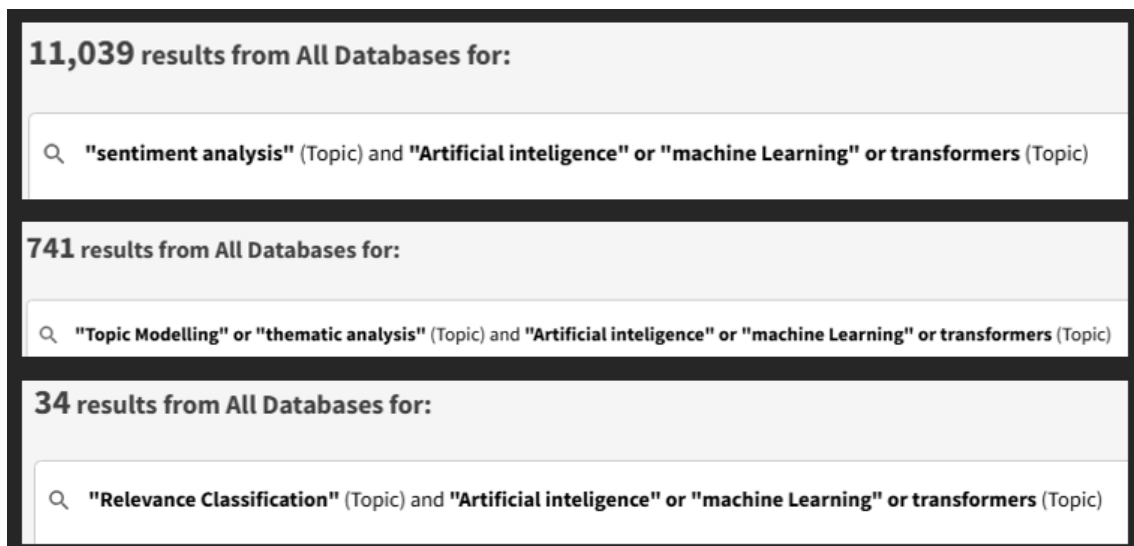 11,039 results from All Databases for:
"sentiment analysis" (Topic) and "Artificial inteligence" or "machine Learning" or transformers (Topic)
741 results from All Databases for:
"Topic Modelling" or "thematic analysis" (Topic) and "Artificial inteligence" or "machine Learning" or transformers (Topic)
34 results from All Databases for:
"Relevance Classification" (Topic) and "Artificial inteligence" or "machine Learning" or transformers (Topic)